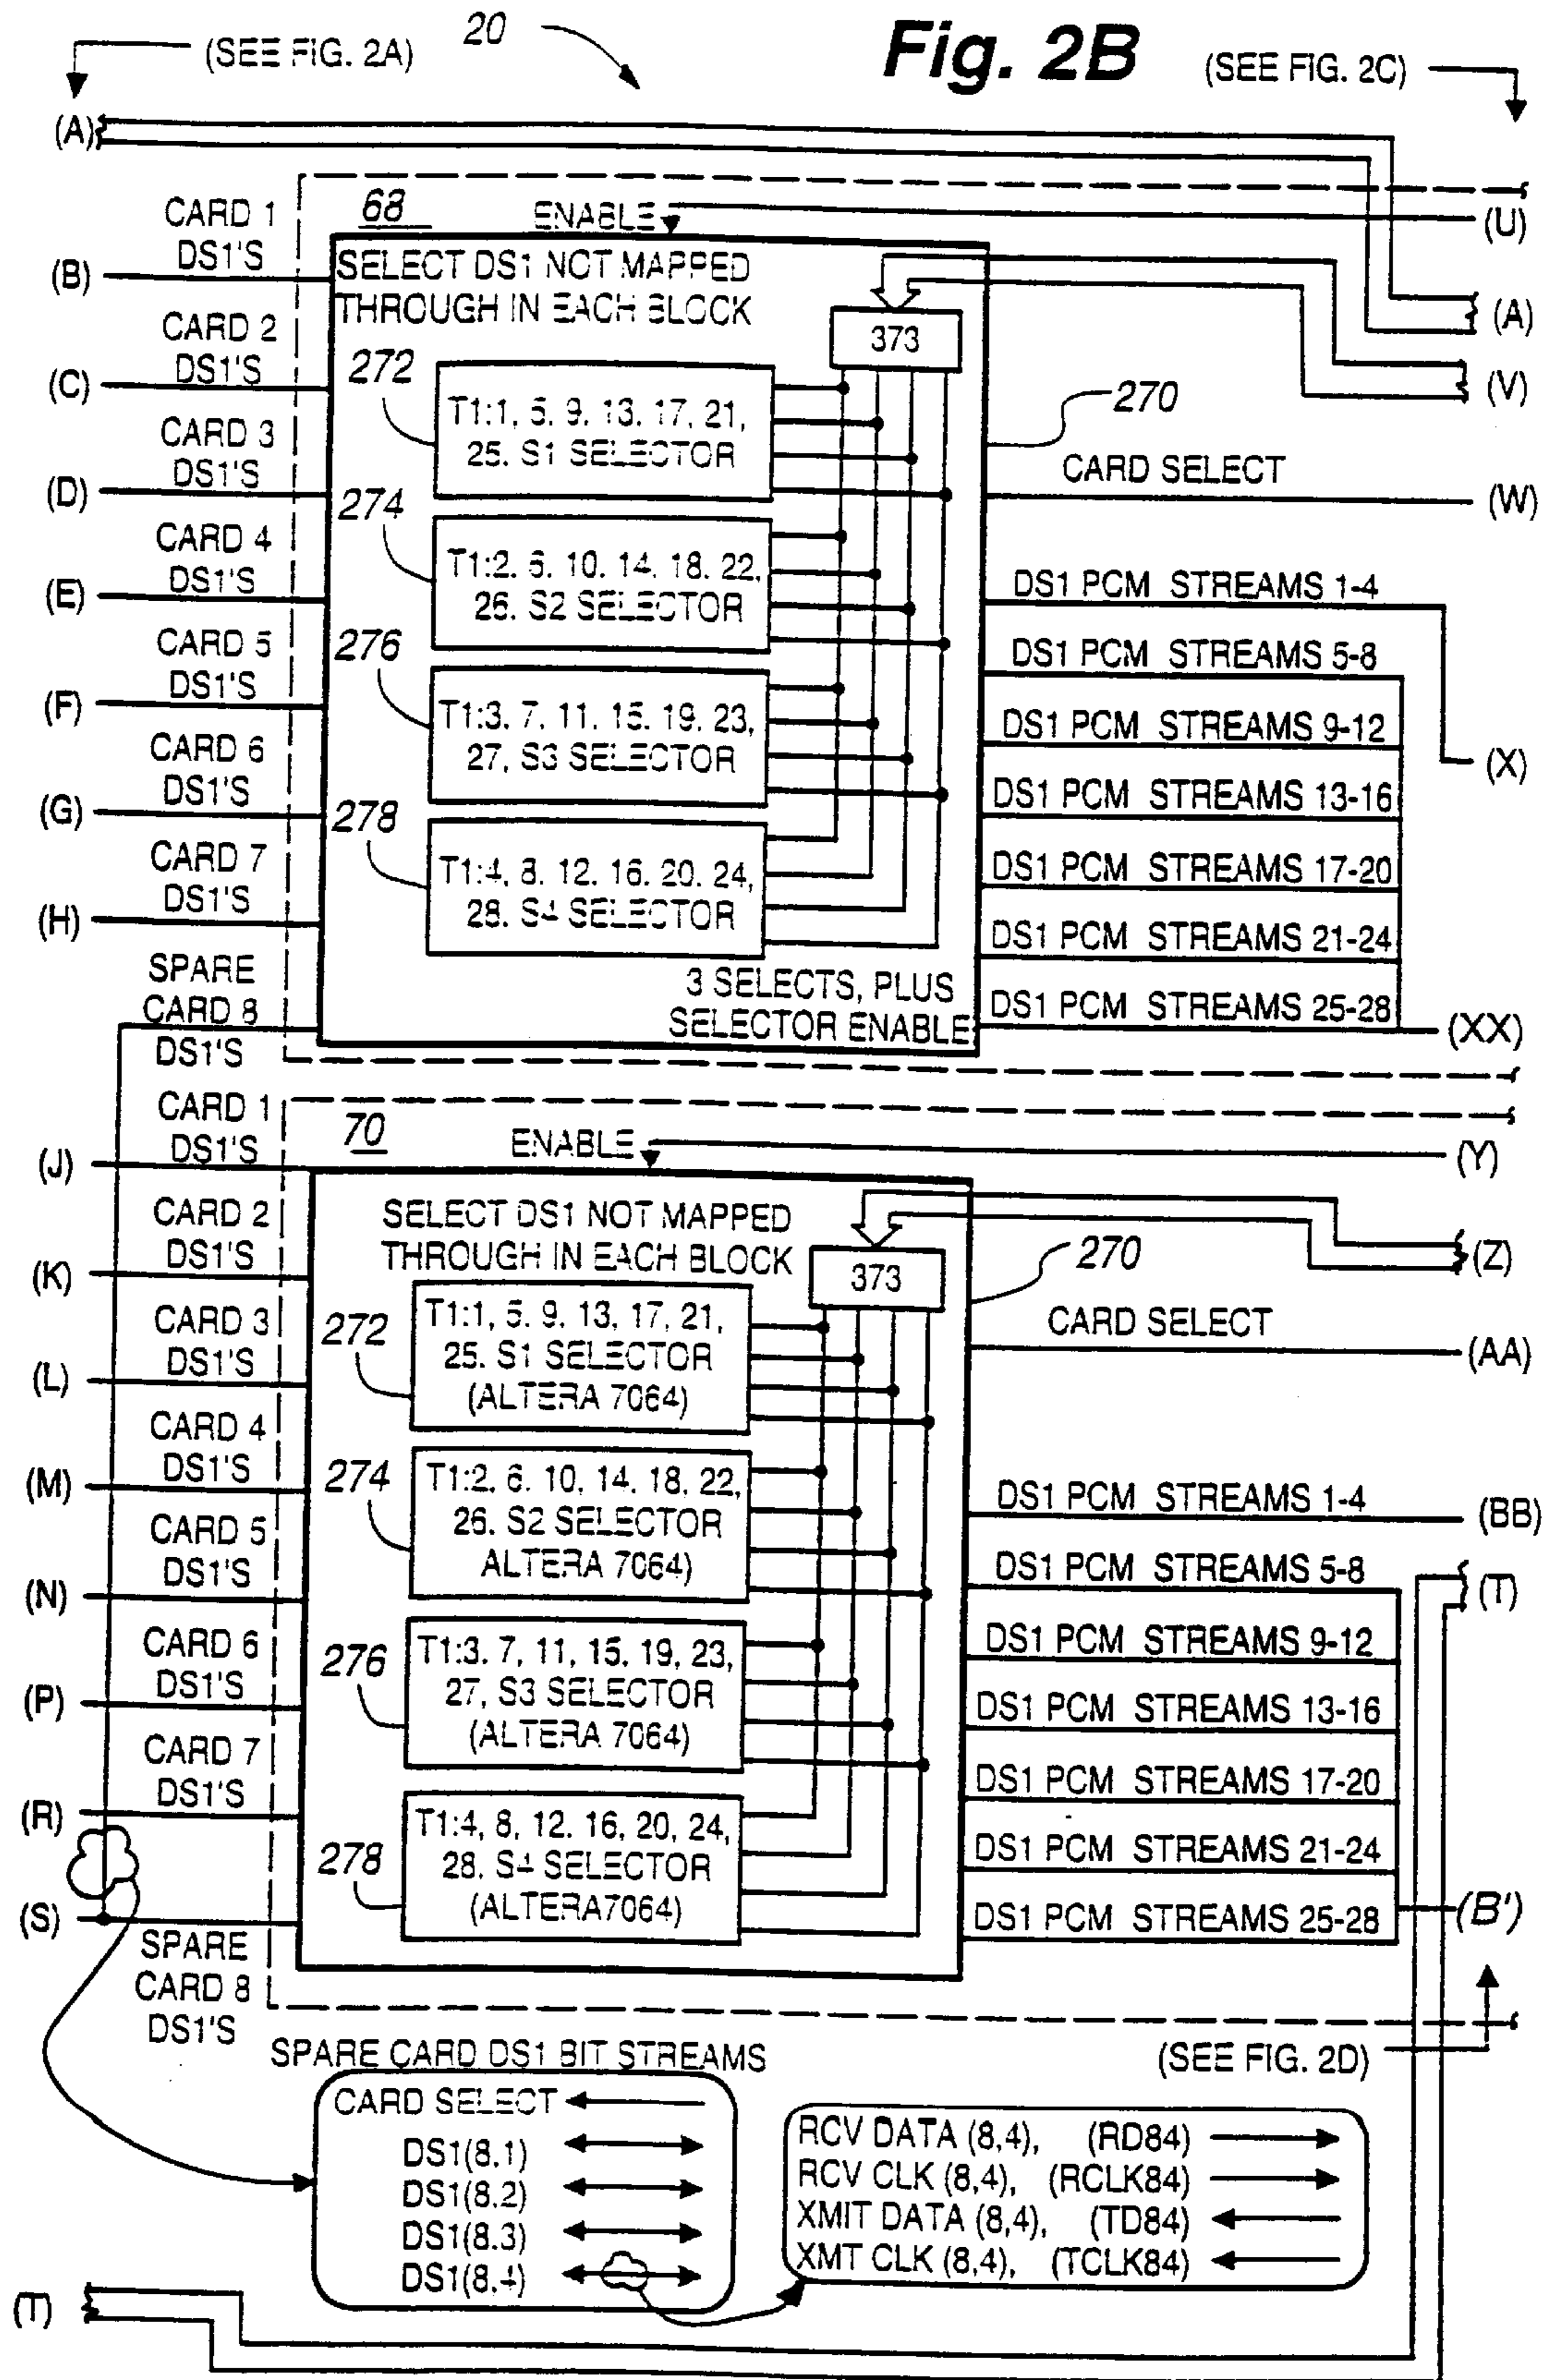 (SEE FIG. 2A)
20
Fig. 2B
(SEE FIG. 2C)
(A)
CARD 1
DS1'S
(B)
CARD 2
DS1'S
(C)
CARD 3
DS1'S
(D)
CARD 4
DS1'S
(E)
CARD 5
DS1'S
(F)
CARD 6
DS1'S
(G)
CARD 7
DS1'S
(H)
SPARE
CARD 8
DS1'S
68
ENABLE
SELECT DS1 NOT MAPPED
THROUGH IN EACH BLOCK
373
272
T1:1, 5, 9, 13, 17, 21,
25. S1 SELECTOR
274
T1:2. 6. 10. 14. 18. 22,
26. S2 SELECTOR
276
T1:3. 7. 11. 15. 19. 23,
27, S3 SELECTOR
278
T1:4, 8. 12. 16. 20. 24,
28. S4 SELECTOR
3 SELECTS, PLUS
SELECTOR ENABLE
(U)
(A)
(V)
270
CARD SELECT
(W)
DS1 PCM STREAMS 1-4
DS1 PCM STREAMS 5-8
DS1 PCM STREAMS 9-12
(X)
DS1 PCM STREAMS 13-16
DS1 PCM STREAMS 17-20
DS1 PCM STREAMS 21-24
DS1 PCM STREAMS 25-28
(XX)
CARD 1
DS1'S
(J)
CARD 2
DS1'S
(K)
CARD 3
DS1'S
(L)
CARD 4
DS1'S
(M)
CARD 5
DS1'S
(N)
CARD 6
DS1'S
(P)
CARD 7
DS1'S
(R)
(S)
SPARE
CARD 8
DS1'S
70
ENABLE
(Y)
SELECT DS1 NOT MAPPED
THROUGH IN EACH BLOCK
373
(Z)
270
272
T1:1, 5. 9. 13, 17, 21,
25. S1 SELECTOR
(ALTERA 7064)
CARD SELECT
(AA)
274
T1:2, 6. 10, 14. 18, 22,
26. S2 SELECTOR
ALTERA 7064)
276
T1:3. 7, 11, 15. 19, 23,
27, S3 SELECTOR
(ALTERA 7064)
278
T1:4, 8, 12. 16, 20, 24,
28. S4 SELECTOR
(ALTERA7064)
DS1 PCM STREAMS 1-4
(BB)
DS1 PCM STREAMS 5-8
(T)
DS1 PCM STREAMS 9-12
DS1 PCM STREAMS 13-16
DS1 PCM STREAMS 17-20
DS1 PCM STREAMS 21-24
DS1 PCM STREAMS 25-28
(B')
(SEE FIG. 2D)
SPARE CARD DS1 BIT STREAMS
CARD SELECT
DS1(8.1)
DS1(8.2)
DS1(8.3)
DS1(8,4)
RCV DATA (8,4), (RD84)
RCV CLK (8,4), (RCLK84)
XMIT DATA (8,4), (TD84)
XMT CLK (8,4), (TCLK84)
(T)